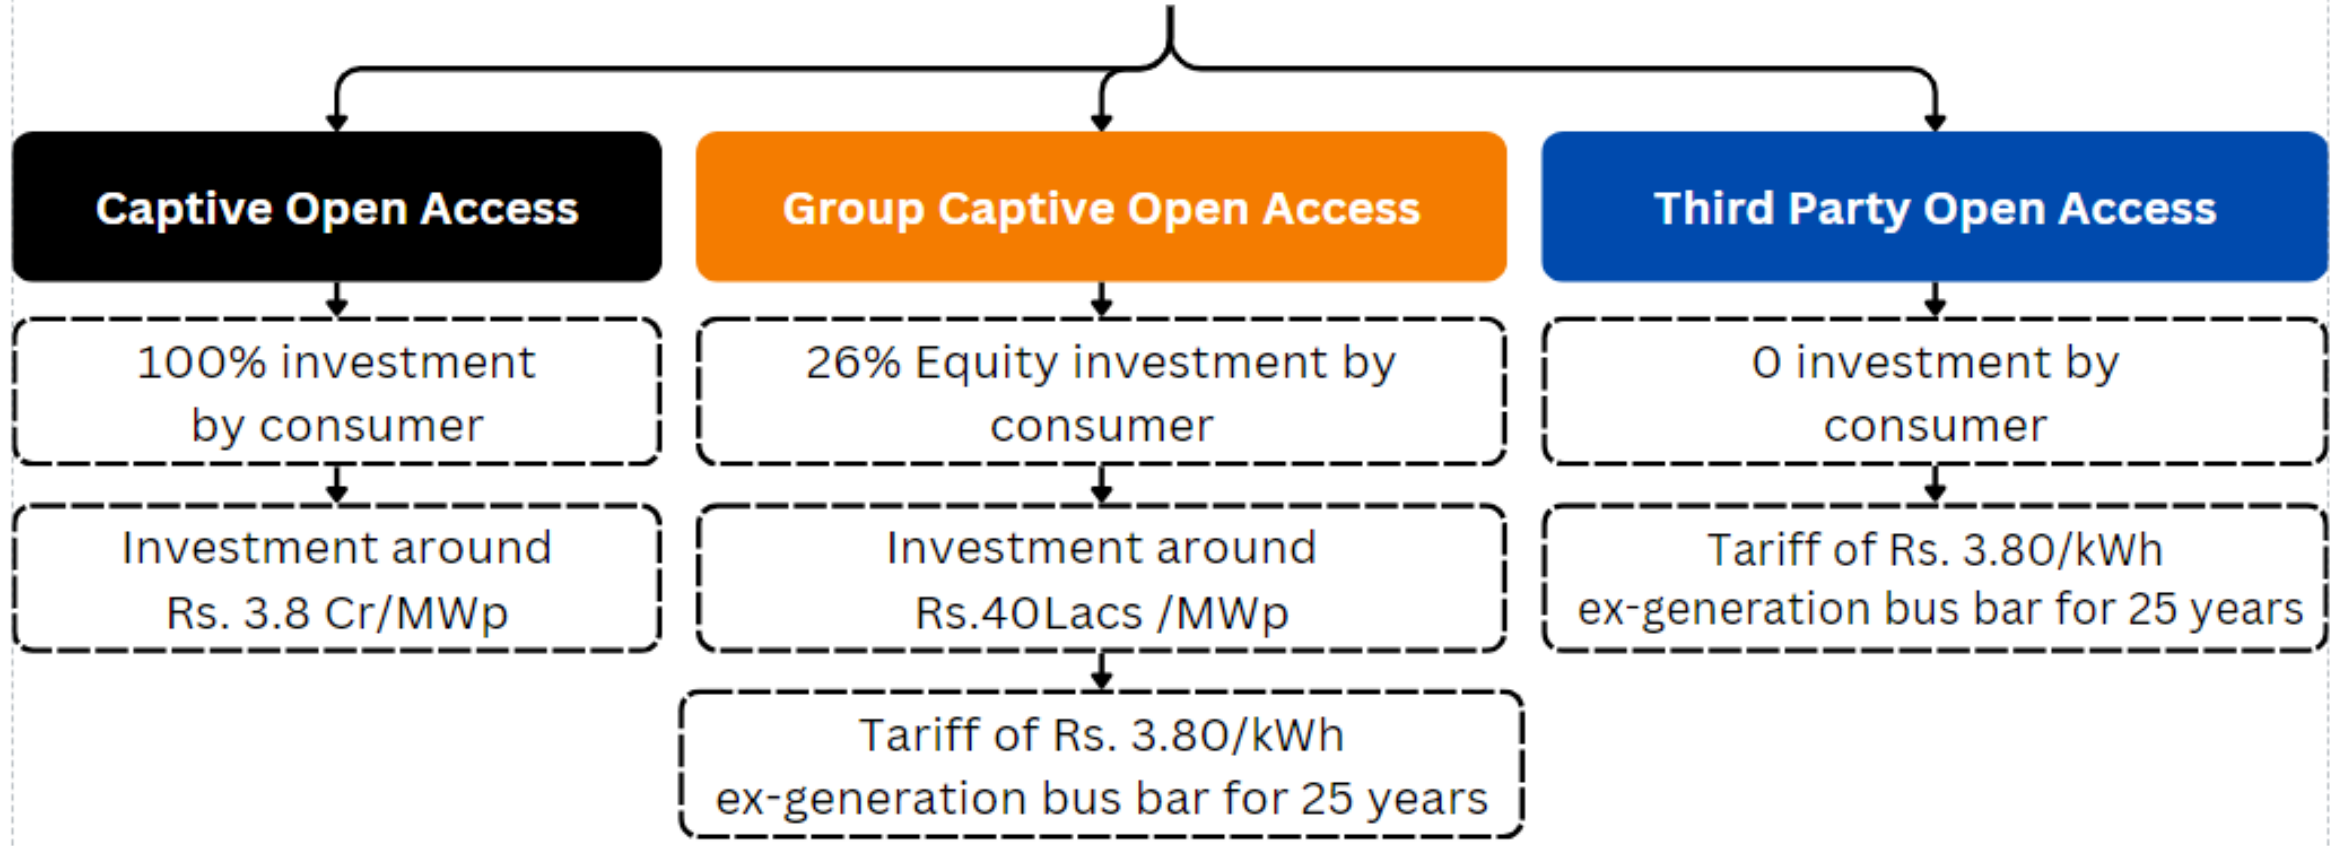 Captive Open Access
100% investment
by consumer
Investment around
Rs. 3.8 Cr/MWp
Group Captive Open Access
26% Equity investment by
consumer
Investment around
Rs.40Lacs /MWp
Tariff of Rs. 3.80/kWh
ex-generation bus bar for 25 years
Third Party Open Access
0 investment by
consumer
Tariff of Rs. 3.80/kWh
ex-generation bus bar for 25 years